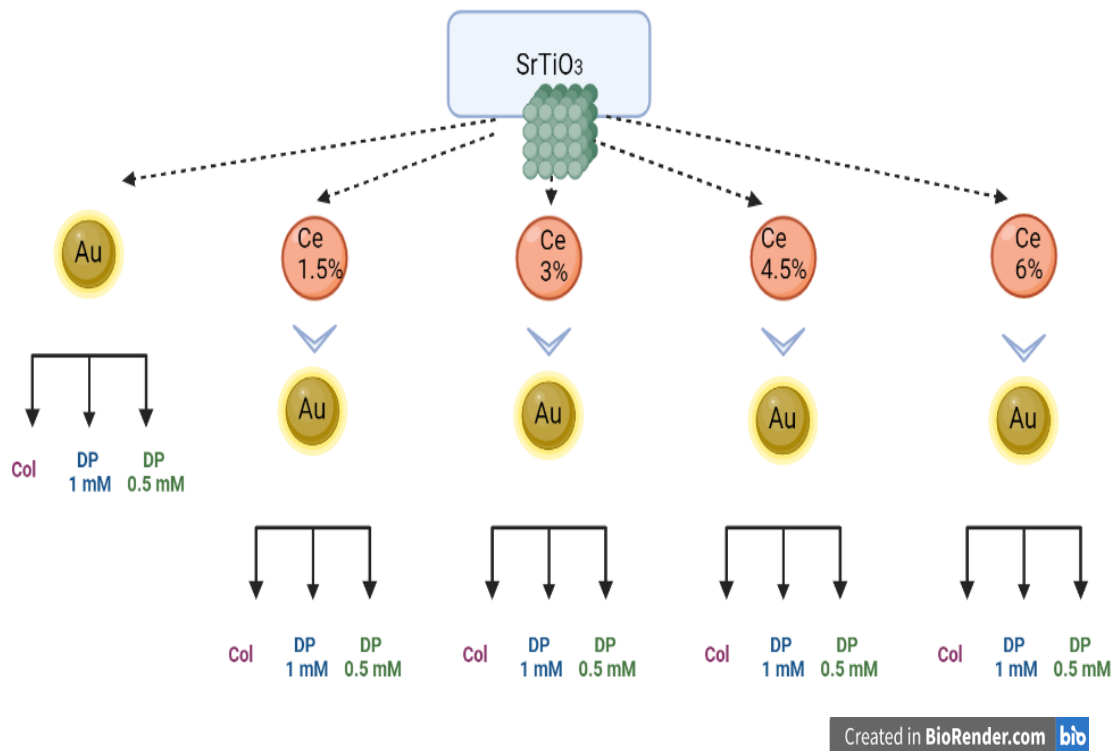 SrTiO₃
Au
Ce
1.5%
Ce
3%
Ce
4.5%
Ce
6%
Au
Au
Au
Au
Col
DP
1 mM
DP
0.5 mM
Col
DP
1 mM
DP
0.5 mM
Col
DP
1 mM
DP
0.5 mM
Col
DP
1 mM
DP
0.5 mM
Col
DP
1 mM
DP
0.5 mM
Created in BioRender.com bio